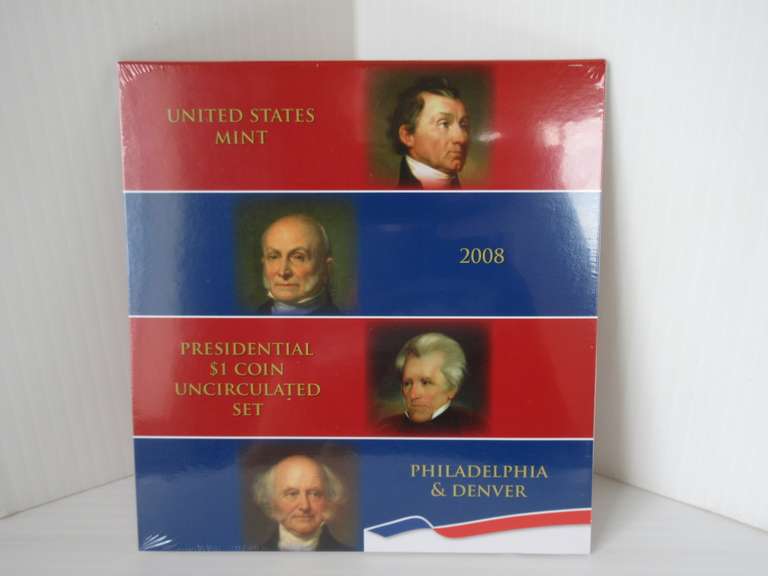 UNITED STATES
MINT
2008
PRESIDENTIAL
$1 COIN
UNCIRCULATED
SET
PHILADELPHIA
& DENVER